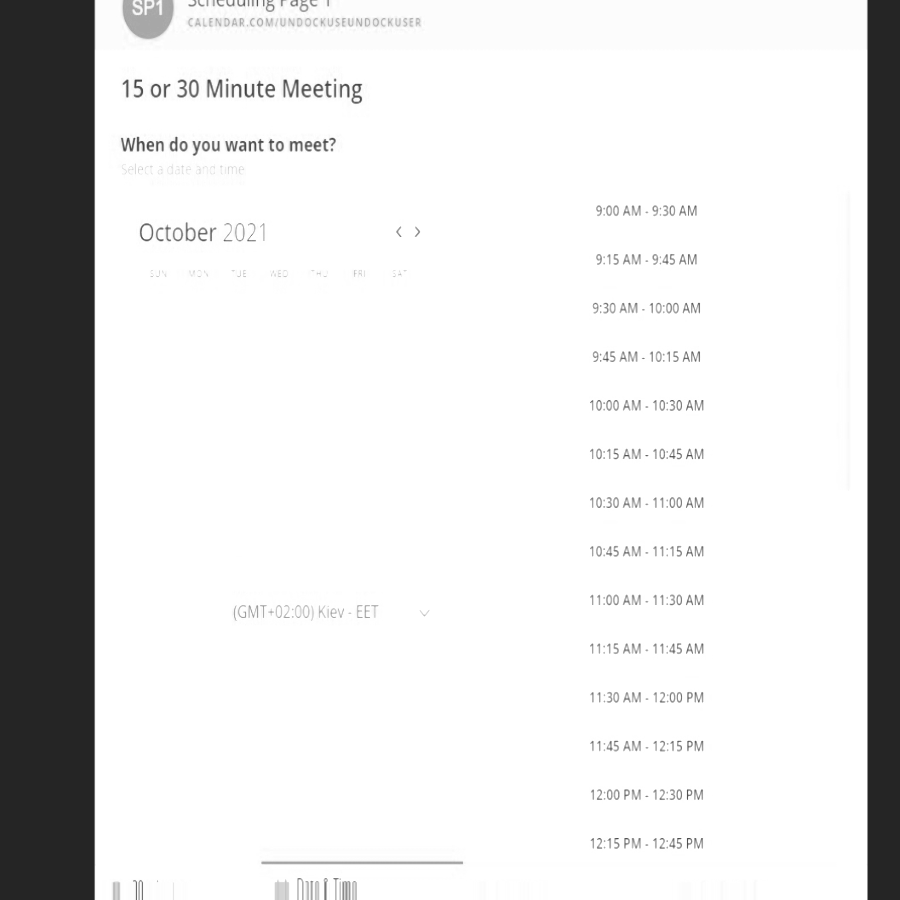 SP1
Scheduling Page 1
CALENDAR.COM/UNDOCKUSEUNDOCKUSER
15 or 30 Minute Meeting
When do you want to meet?
Select a date and time
October 2021
SUN MON TUE WED THU FRI SAT
(GMT+02:00) Kiev - EET
9:00 AM - 9:30 AM
9:15 AM - 9:45 AM
9:30 AM - 10:00 AM
9:45 AM - 10:15 AM
10:00 AM - 10:30 AM
10:15 AM - 10:45 AM
10:30 AM - 11:00 AM
10:45 AM - 11:15 AM
11:00 AM - 11:30 AM
11:15 AM - 11:45 AM
11:30 AM - 12:00 PM
11:45 AM - 12:15 PM
12:00 PM - 12:30 PM
12:15 PM - 12:45 PM
Date & Time